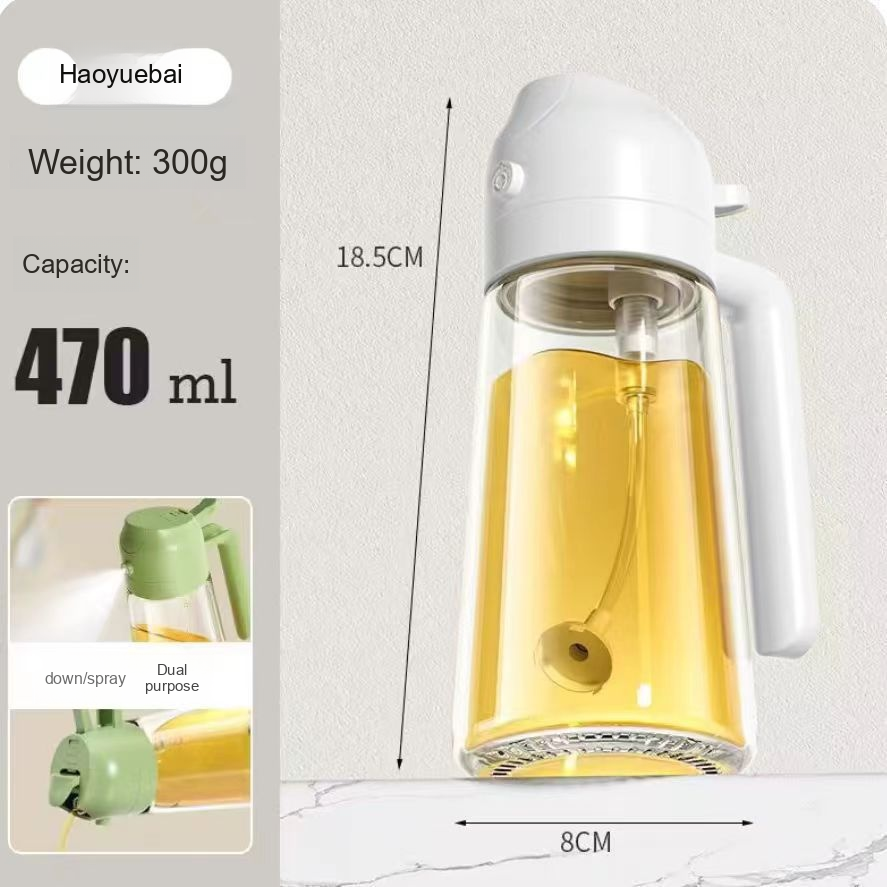 Haoyuebai
Weight: 300g
Capacity:
470 ml
18.5CM
down/spray
Dual
purpose
8CM